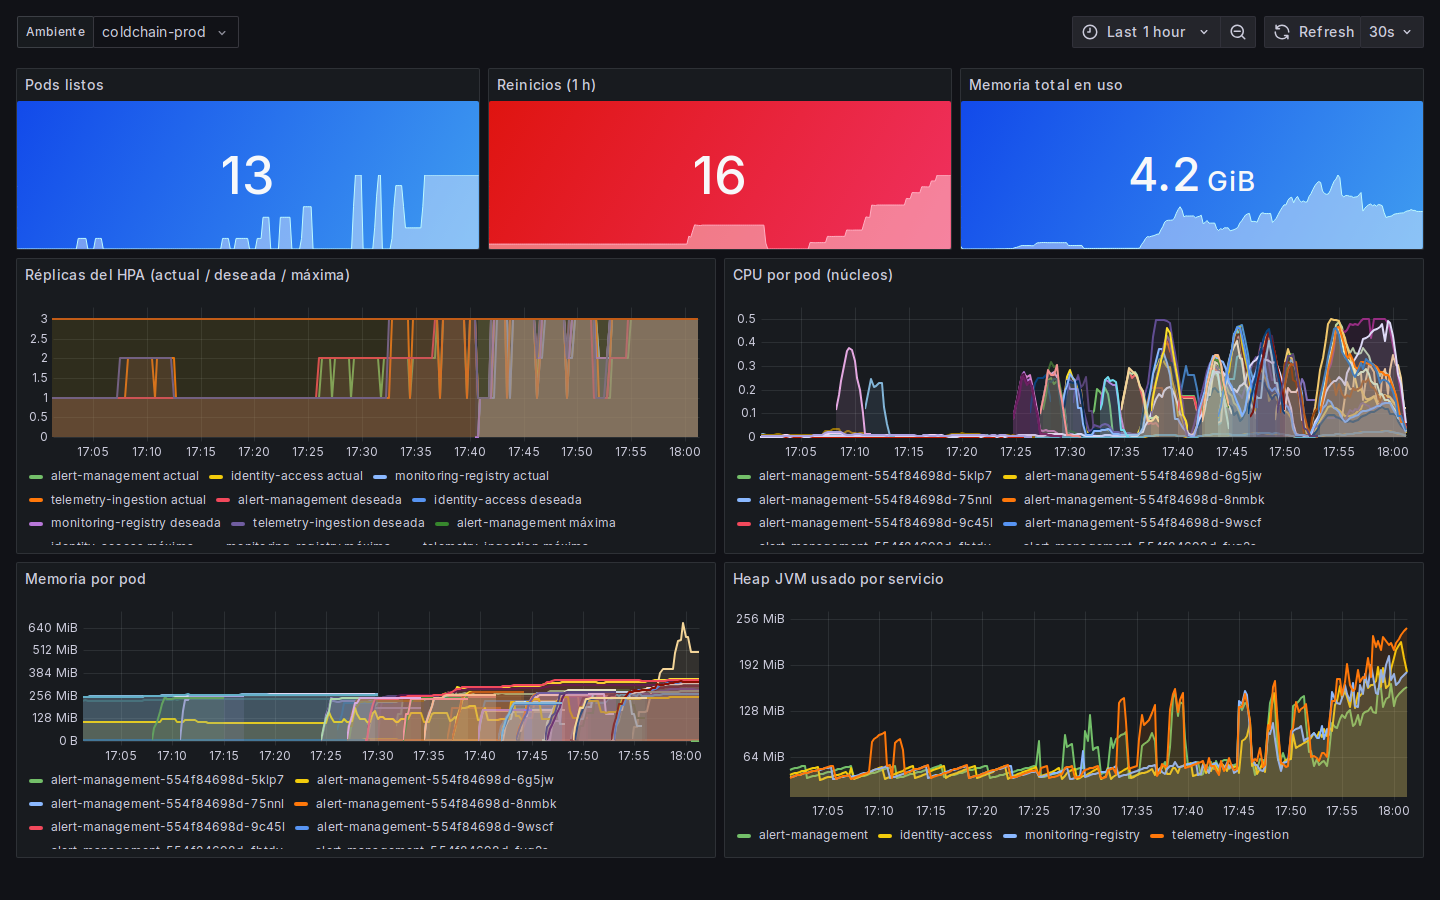 Ambiente coldchain-prod Last 1 hour Refresh 30s
Pods listos
13
Reinicios (1 h)
16
Memoria total en uso
4.2 GiB
Réplicas del HPA (actual / deseada / máxima)
3
2.5
2
1.5
1
0.5
0
17:05 17:10 17:15 17:20 17:25 17:30 17:35 17:40 17:45 17:50 17:55 18:00
alert-management actual identity-access actual monitoring-registry actual
telemetry-ingestion actual alert-management deseada identity-access deseada
monitoring-registry deseada telemetry-ingestion deseada alert-management máxima
identity-access máxima monitoring-registry máxima telemetry-ingestion máxima
CPU por pod (núcleos)
0.5
0.4
0.3
0.2
0.1
0
17:05 17:10 17:15 17:20 17:25 17:30 17:35 17:40 17:45 17:50 17:55 18:00
alert-management-554f84698d-5klp7 alert-management-554f84698d-6g5jw
alert-management-554f84698d-75nnl alert-management-554f84698d-8nmbk
alert-management-554f84698d-9c45l alert-management-554f84698d-9wscf
Memoria por pod
640 MiB
512 MiB
384 MiB
256 MiB
128 MiB
0 B
17:05 17:10 17:15 17:20 17:25 17:30 17:35 17:40 17:45 17:50 17:55 18:00
alert-management-554f84698d-5klp7 alert-management-554f84698d-6g5jw
alert-management-554f84698d-75nnl alert-management-554f84698d-8nmbk
alert-management-554f84698d-9c45l alert-management-554f84698d-9wscf
Heap JVM usado por servicio
256 MiB
192 MiB
128 MiB
64 MiB
17:05 17:10 17:15 17:20 17:25 17:30 17:35 17:40 17:45 17:50 17:55 18:00
alert-management identity-access monitoring-registry telemetry-ingestion